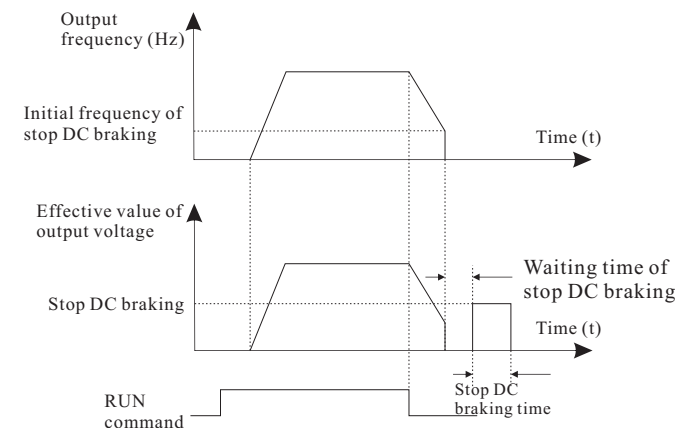 Output
frequency (Hz)
Initial frequency of
stop DC braking
Time (t)
Effective value of
output voltage
Waiting time of
stop DC braking
Stop DC braking
Time (t)
Stop DC
braking time
RUN
command